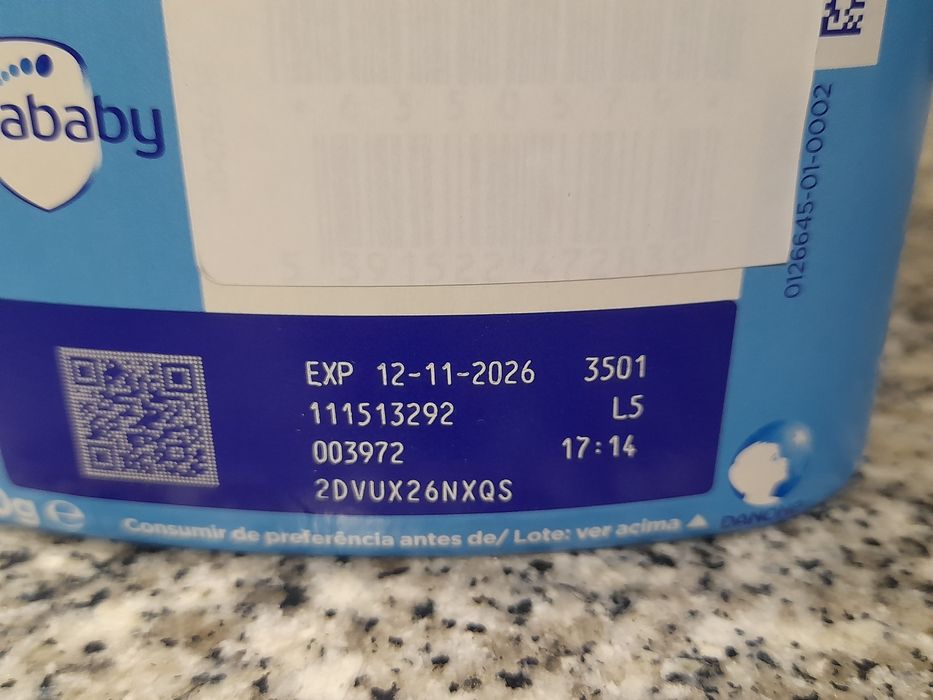 ababy
0126645-01-0002
EXP 12-11-2026 3501
111513292 L5
003972 17:14
2DVUX26NXQS
Consumir de preferência antes de/ Lote: ver acima